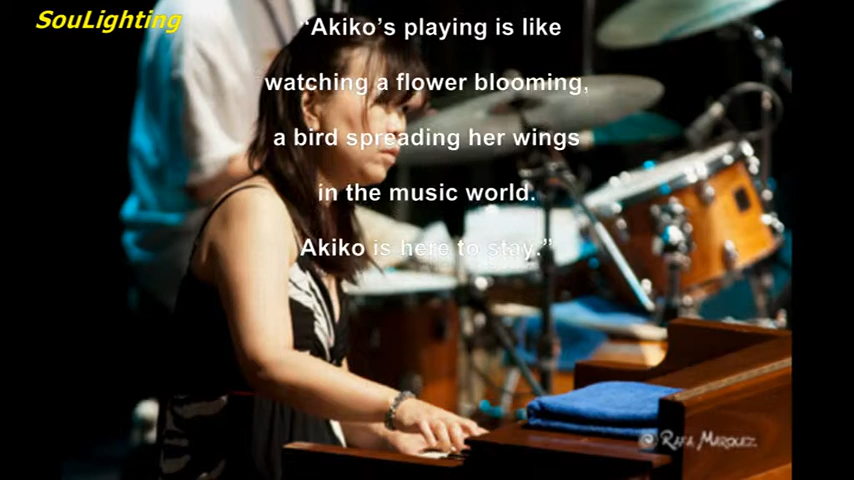 SouLighting
“Akiko’s playing is like
watching a flower blooming,
a bird spreading her wings
in the music world.
Akiko is here to stay.”
© RAFA MARQUEZ